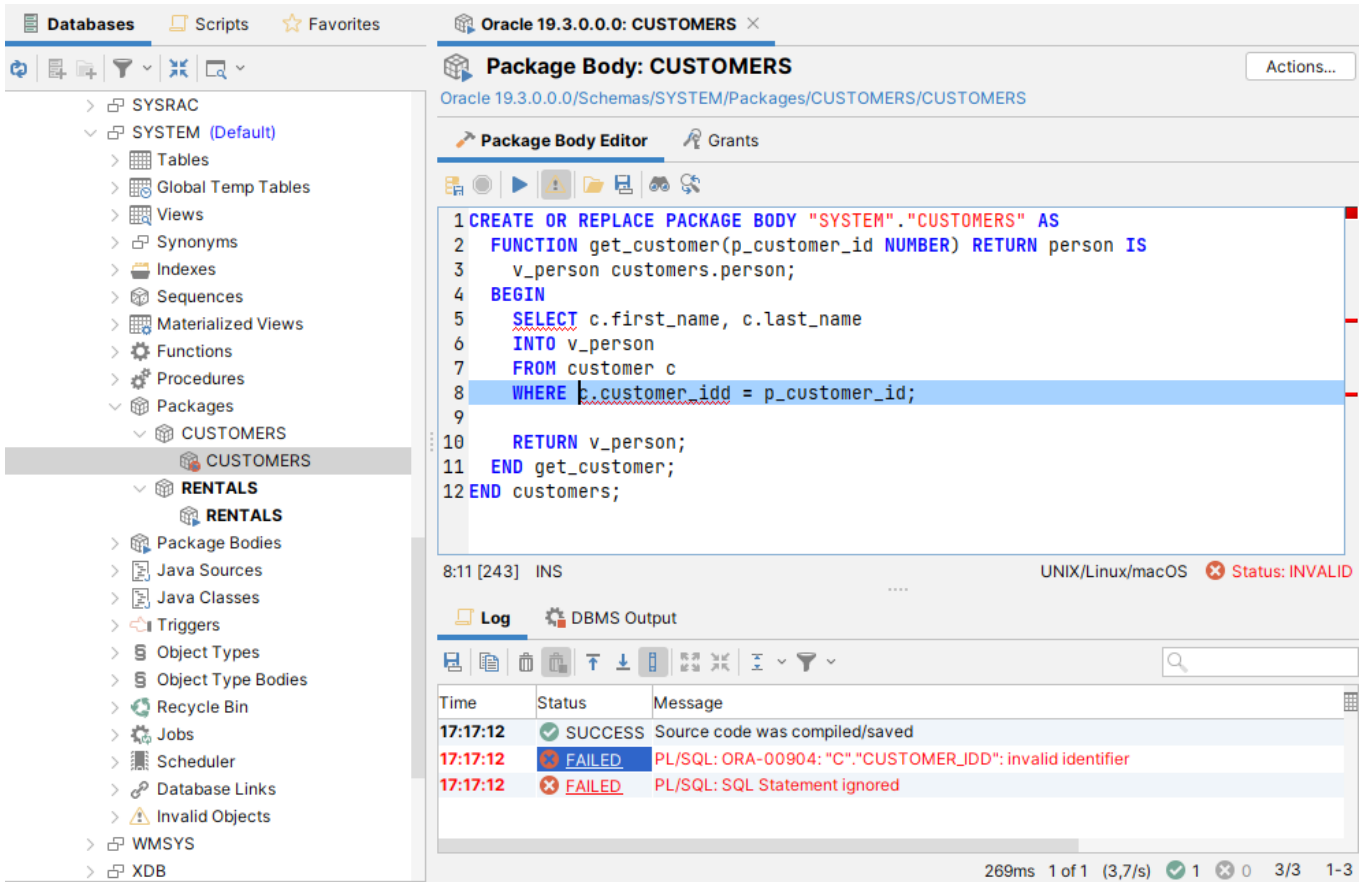 Databases Scripts Favorites
SYSRAC
SYSTEM (Default)
Tables
Global Temp Tables
Views
Synonyms
Indexes
Sequences
Materialized Views
Functions
Procedures
Packages
CUSTOMERS
CUSTOMERS
RENTALS
RENTALS
Package Bodies
Java Sources
Java Classes
Triggers
Object Types
Object Type Bodies
Recycle Bin
Jobs
Scheduler
Database Links
Invalid Objects
WMSYS
XDB
Oracle 19.3.0.0.0: CUSTOMERS
Package Body: CUSTOMERS Actions...
Oracle 19.3.0.0.0/Schemas/SYSTEM/Packages/CUSTOMERS/CUSTOMERS
Package Body Editor Grants
1 CREATE OR REPLACE PACKAGE BODY "SYSTEM"."CUSTOMERS" AS
2 FUNCTION get_customer(p_customer_id NUMBER) RETURN person IS
3 v_person customers.person;
4 BEGIN
5 SELECT c.first_name, c.last_name
6 INTO v_person
7 FROM customer c
8 WHERE c.customer_idd = p_customer_id;
9
10 RETURN v_person;
11 END get_customer;
12 END customers;
8:11 [243] INS UNIX/Linux/macOS Status: INVALID
Log DBMS Output
Time Status Message
17:17:12 SUCCESS Source code was compiled/saved
17:17:12 FAILED PL/SQL: ORA-00904: "C"."CUSTOMER_IDD": invalid identifier
17:17:12 FAILED PL/SQL: SQL Statement ignored
269ms 1 of 1 (3,7/s) 1 0 3/3 1-3